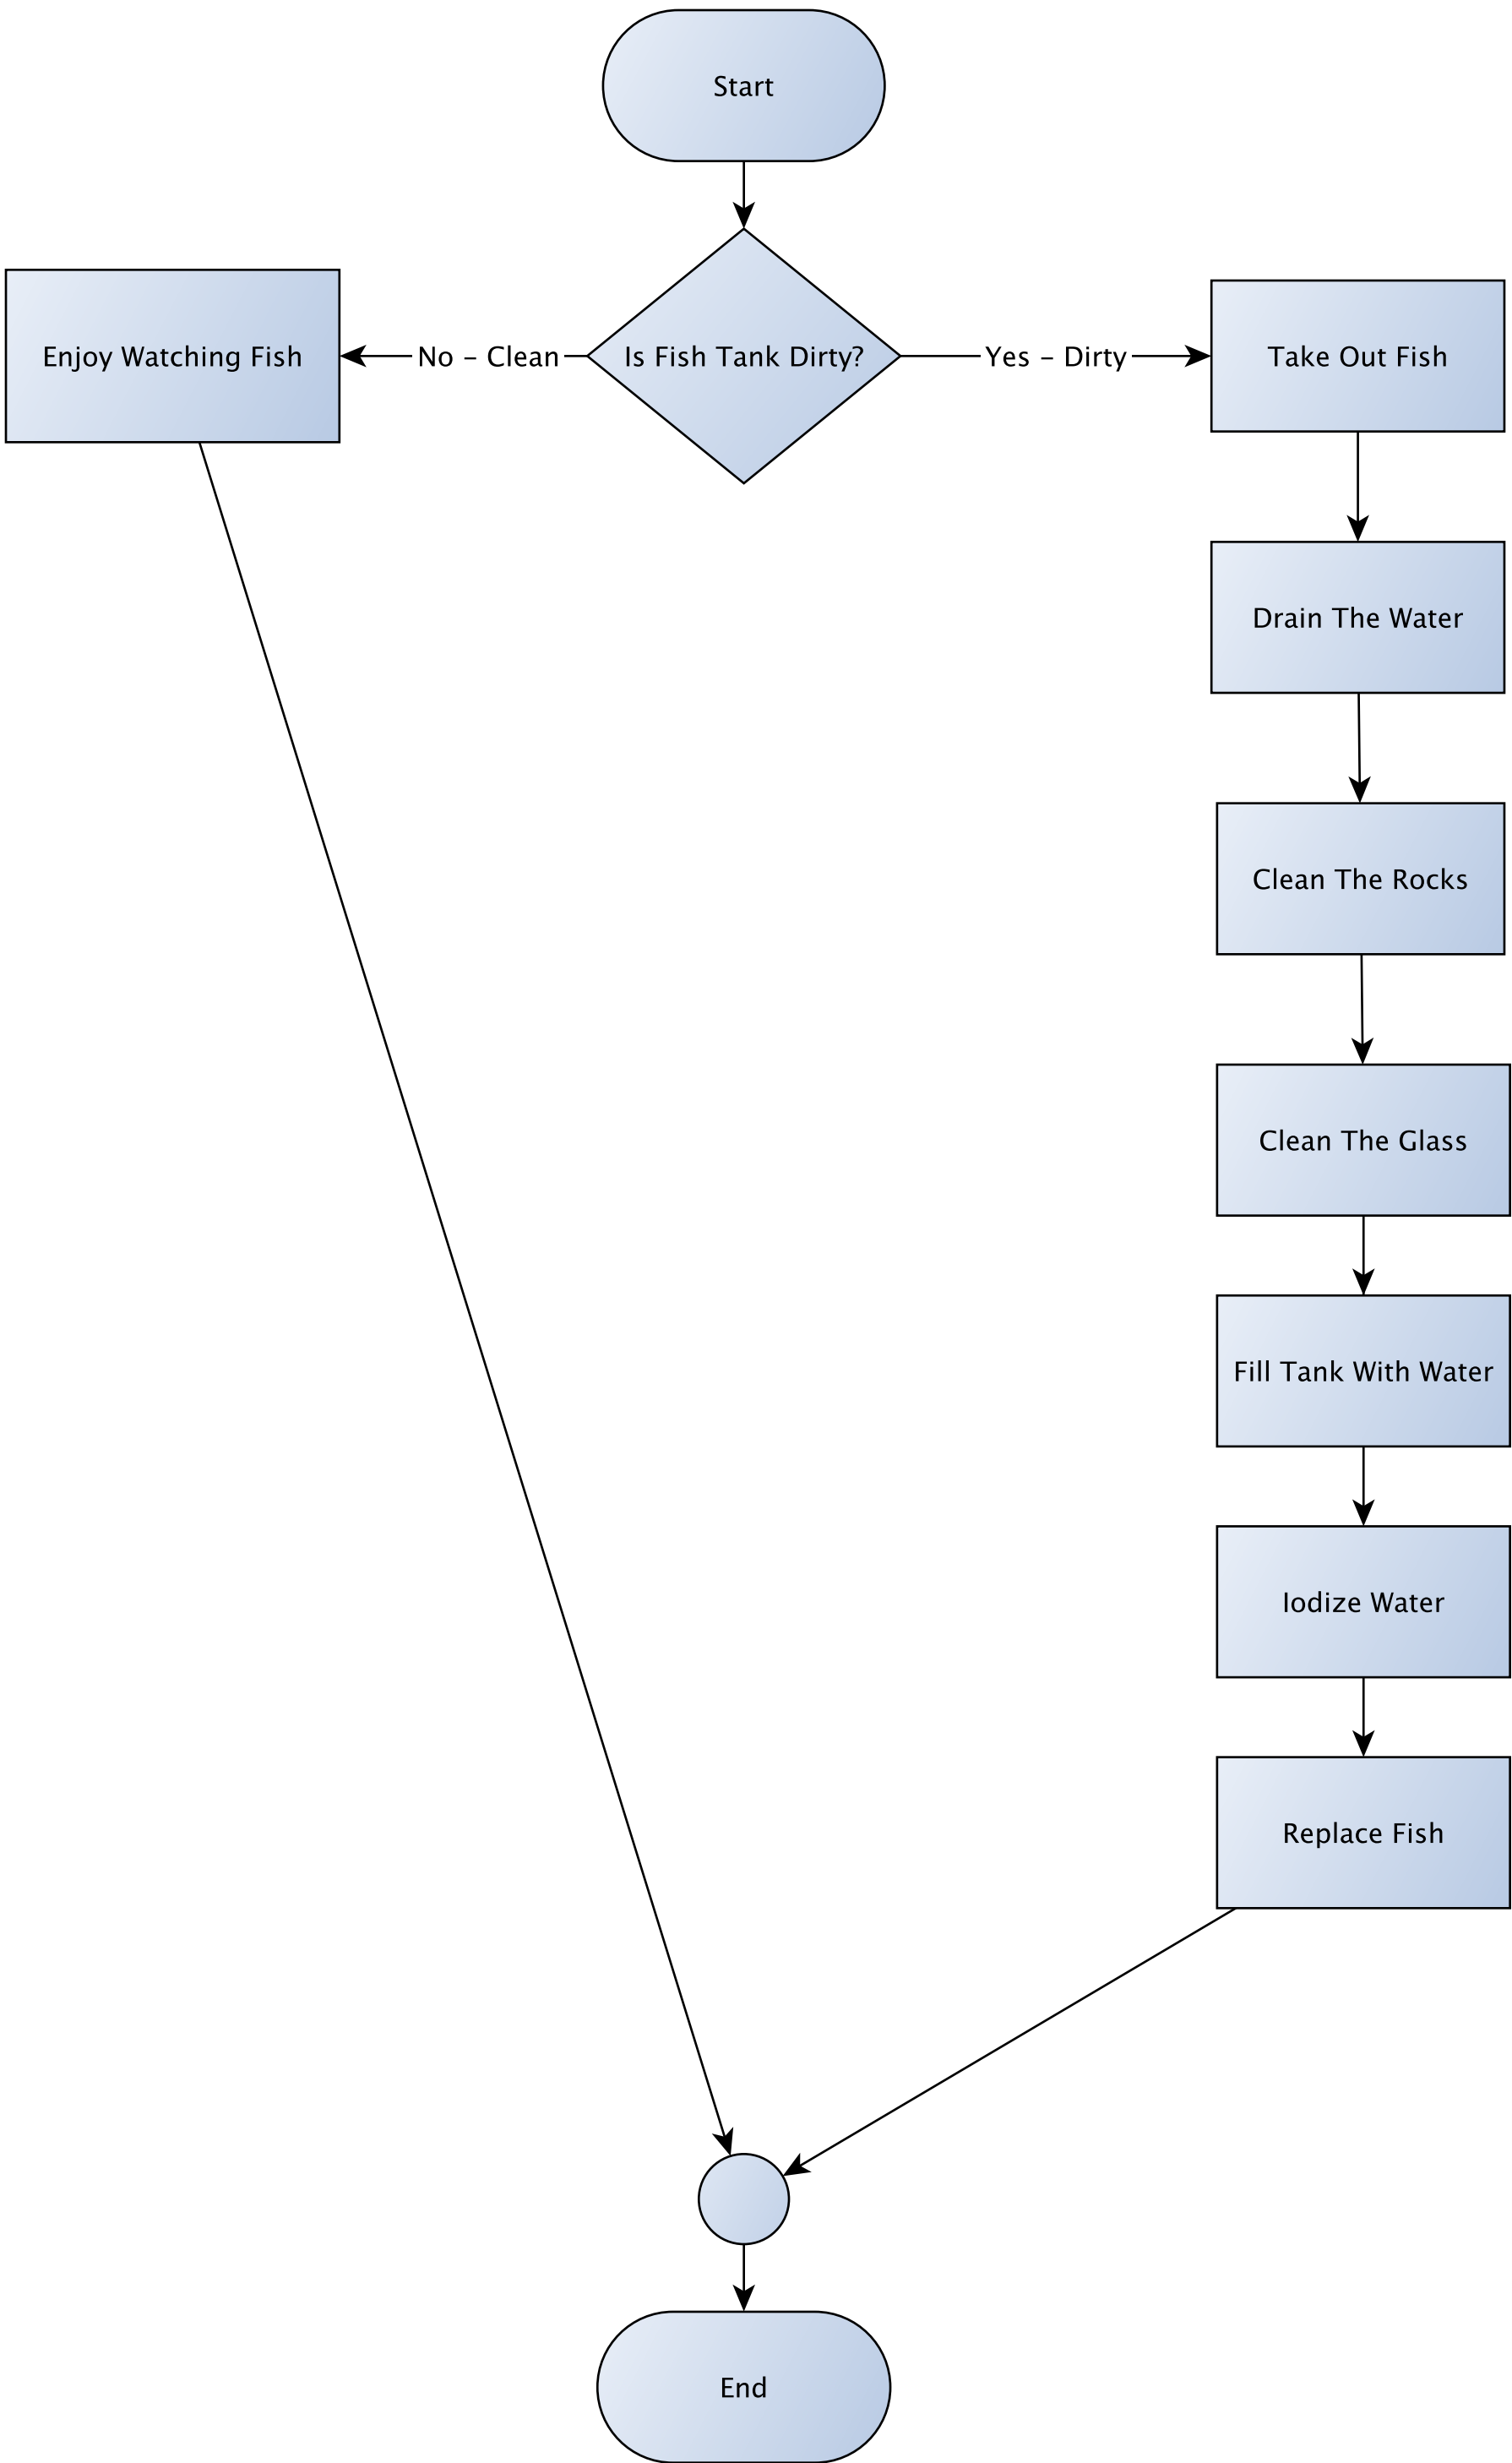 Start
Enjoy Watching Fish
No - Clean
Is Fish Tank Dirty?
Yes - Dirty
Take Out Fish
Drain The Water
Clean The Rocks
Clean The Glass
Fill Tank With Water
Iodize Water
Replace Fish
End